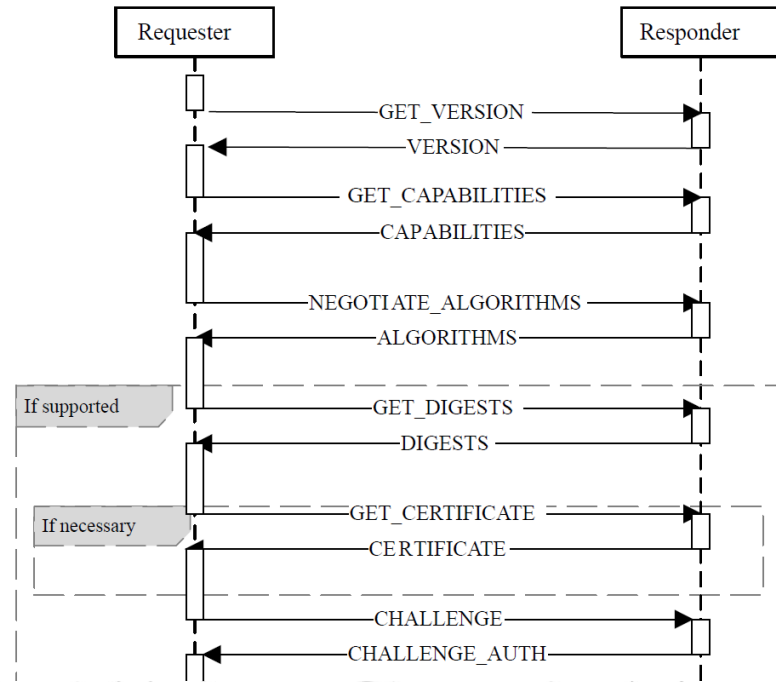 Requester
Responder
GET_VERSION
VERSION
GET_CAPABILITIES
CAPABILITIES
NEGOTIATE_ALGORITHMS
ALGORITHMS
If supported
GET_DIGESTS
DIGESTS
GET_CERTIFICATE
If necessary
CERTIFICATE
CHALLENGE
CHALLENGE_AUTH